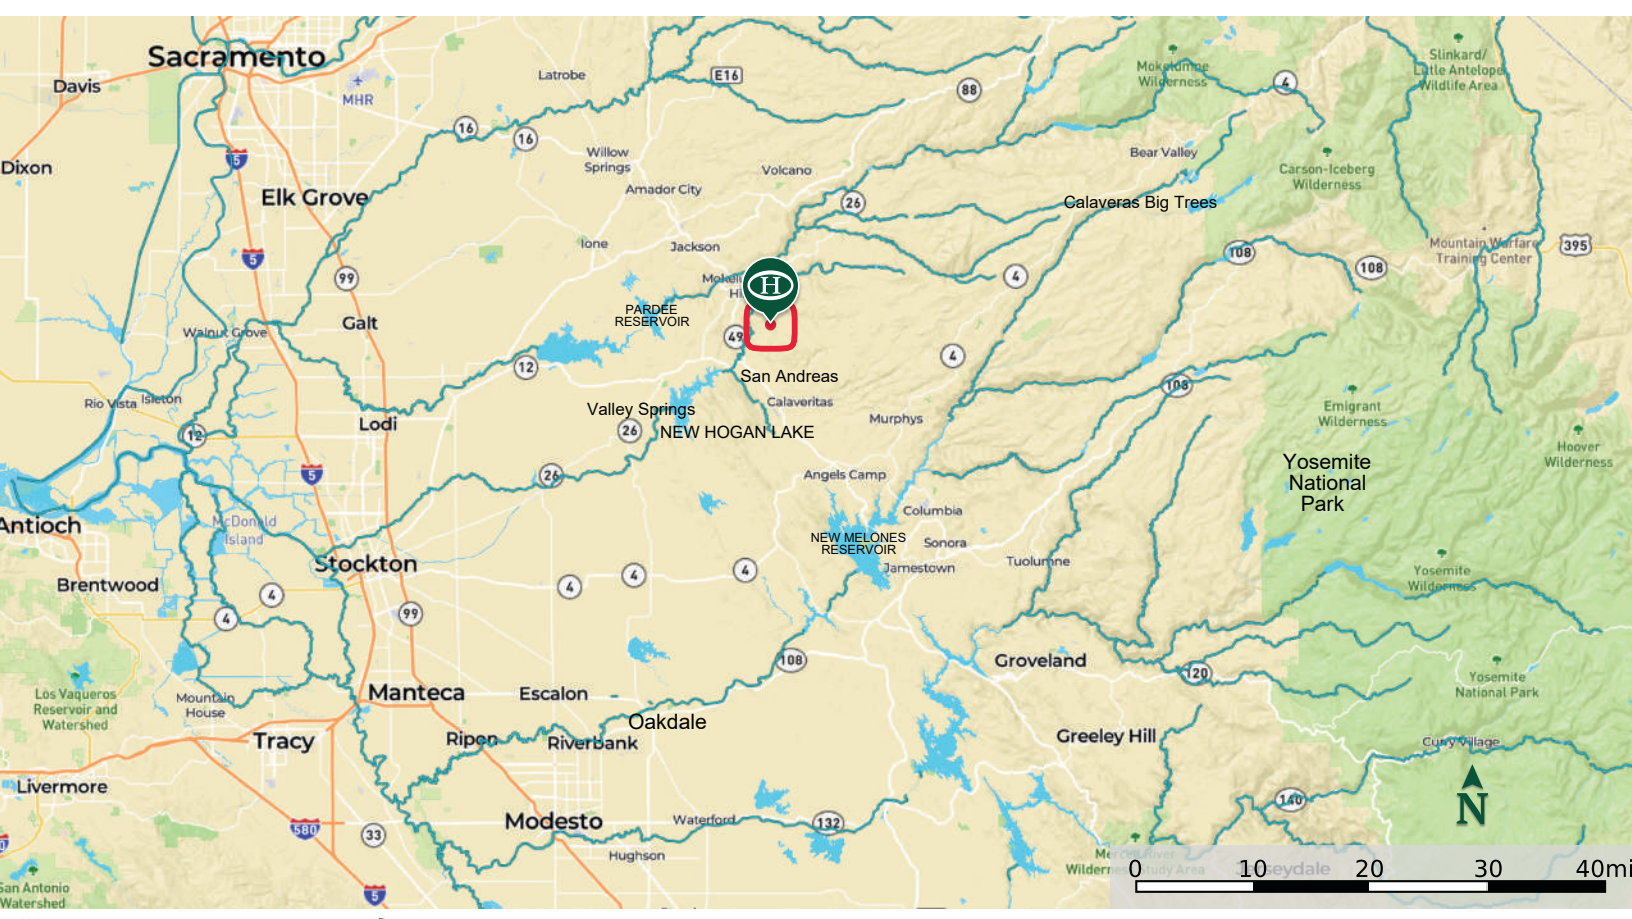 Sacramento
Davis
MHR
Latrobe
E16
88
Mokelumne
Wilderness
4
Slinkard/
Little Antelope
Wildlife Area
Dixon
5
16
16
Willow
Springs
Volcano
Amador City
Bear Valley
Carson-Iceberg
Wilderness
Elk Grove
26
Calaveras Big Trees
5
99
Ione
Jackson
4
108
108
Mountain Warfare
Training Center
395
H
PARDEE
RESERVOIR
Walnut Grove
Galt
49
12
4
San Andreas
Rio Vista
Isleton
Lodi
12
Valley Springs
26
NEW HOGAN LAKE
Calaveritas
Murphys
108
Emigrant
Wilderness
Hoover
Wilderness
5
26
Angels Camp
Yosemite
National
Park
Antioch
McDonald
Island
Columbia
NEW MELONES
RESERVOIR
Sonora
Jamestown
Tuolumne
Stockton
Brentwood
4
4
99
4
4
4
Yosemite
Wilderness
108
Groveland
120
Yosemite
National Park
Los Vaqueros
Reservoir and
Watershed
Mountain
House
Manteca
Escalon
Oakdale
Tracy
Ripon
Riverbank
Greeley Hill
Curry Village
Livermore
N
140
580
33
Modesto
Waterford
132
Hughson
San Antonio
Watershed
5
0
10
20
30
40mi